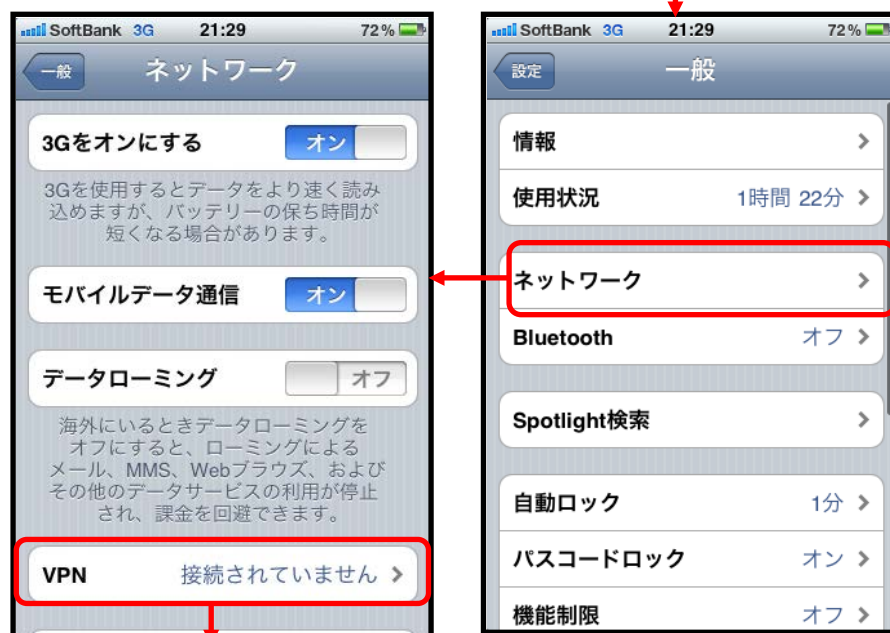 SoftBank 3G 21:29 72%
一般 ネットワーク
3Gをオンにする オン
3Gを使用するとデータをより速く読み
込めますが、バッテリーの保ち時間が
短くなる場合があります。
モバイルデータ通信 オン
データローミング オフ
海外にいるときデータローミングを
オフにすると、ローミングによる
メール、MMS、Webブラウズ、および
その他のデータサービスの利用が停止
され、課金を回避できます。
VPN 接続されていません
SoftBank 3G 21:29 72%
設定 一般
情報
使用状況 1時間 22分
ネットワーク
Bluetooth オフ
Spotlight検索
自動ロック 1分
パスコードロック オン
機能制限 オフ